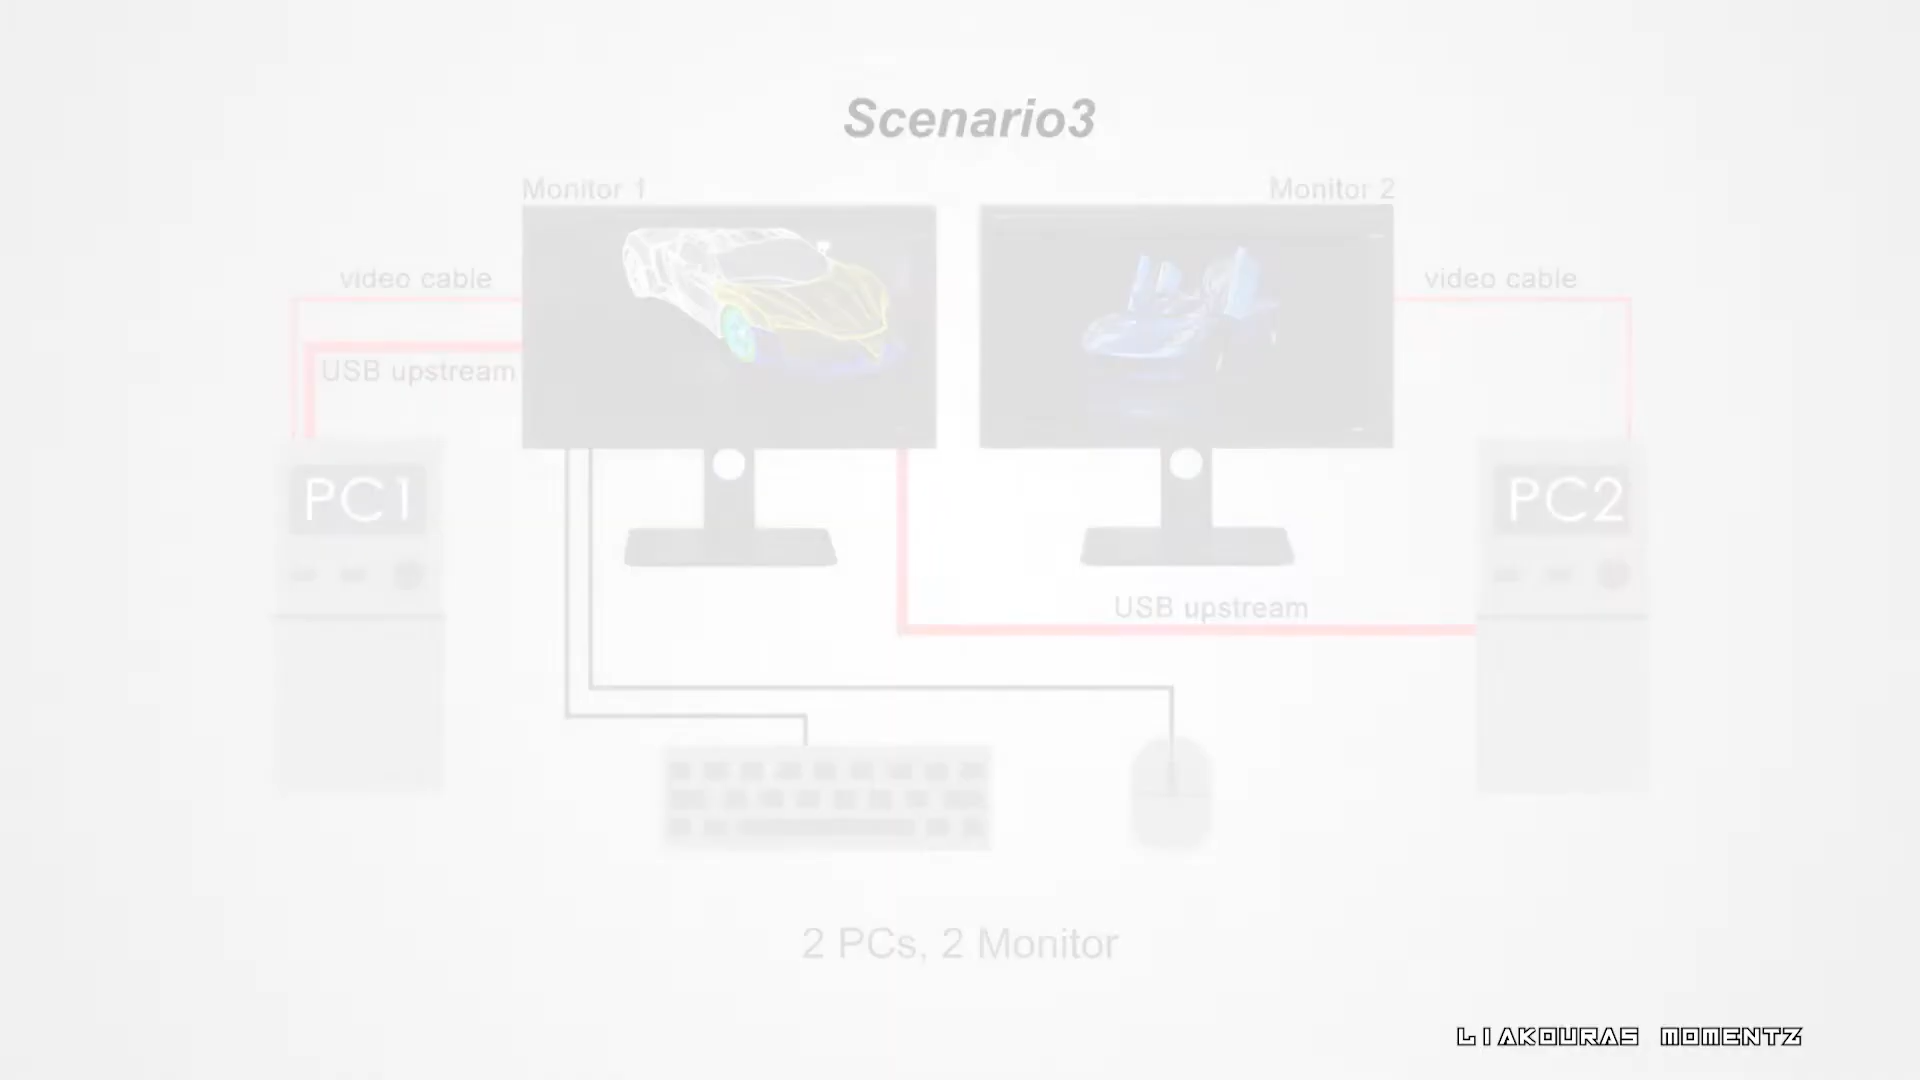 Scenario3
Monitor 1
Monitor 2
video cable
video cable
USB upstream
PC1
PC2
USB upstream
2 PCs, 2 Monitor
LIAKOURAS MOMENTZ